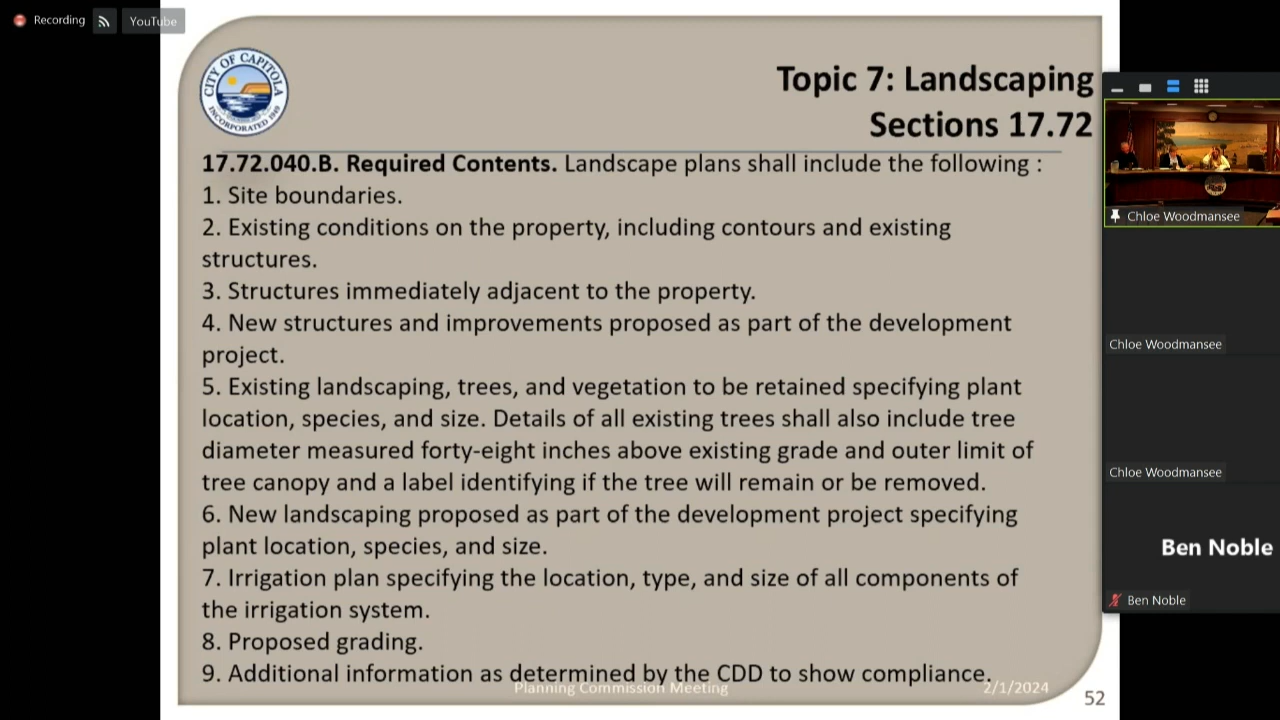 Recording
YouTube
CITY OF CAPITOLA
INCORPORATED 1949
Topic 7: Landscaping
Sections 17.72
17.72.040.B. Required Contents. Landscape plans shall include the following :
1. Site boundaries.
2. Existing conditions on the property, including contours and existing
structures.
3. Structures immediately adjacent to the property.
4. New structures and improvements proposed as part of the development
project.
5. Existing landscaping, trees, and vegetation to be retained specifying plant
location, species, and size. Details of all existing trees shall also include tree
diameter measured forty-eight inches above existing grade and outer limit of
tree canopy and a label identifying if the tree will remain or be removed.
6. New landscaping proposed as part of the development project specifying
plant location, species, and size.
7. Irrigation plan specifying the location, type, and size of all components of
the irrigation system.
8. Proposed grading.
9. Additional information as determined by the CDD to show compliance.
Planning Commission Meeting
2/1/2024
52
Chloe Woodmansee
Chloe Woodmansee
Chloe Woodmansee
Ben Noble
Ben Noble